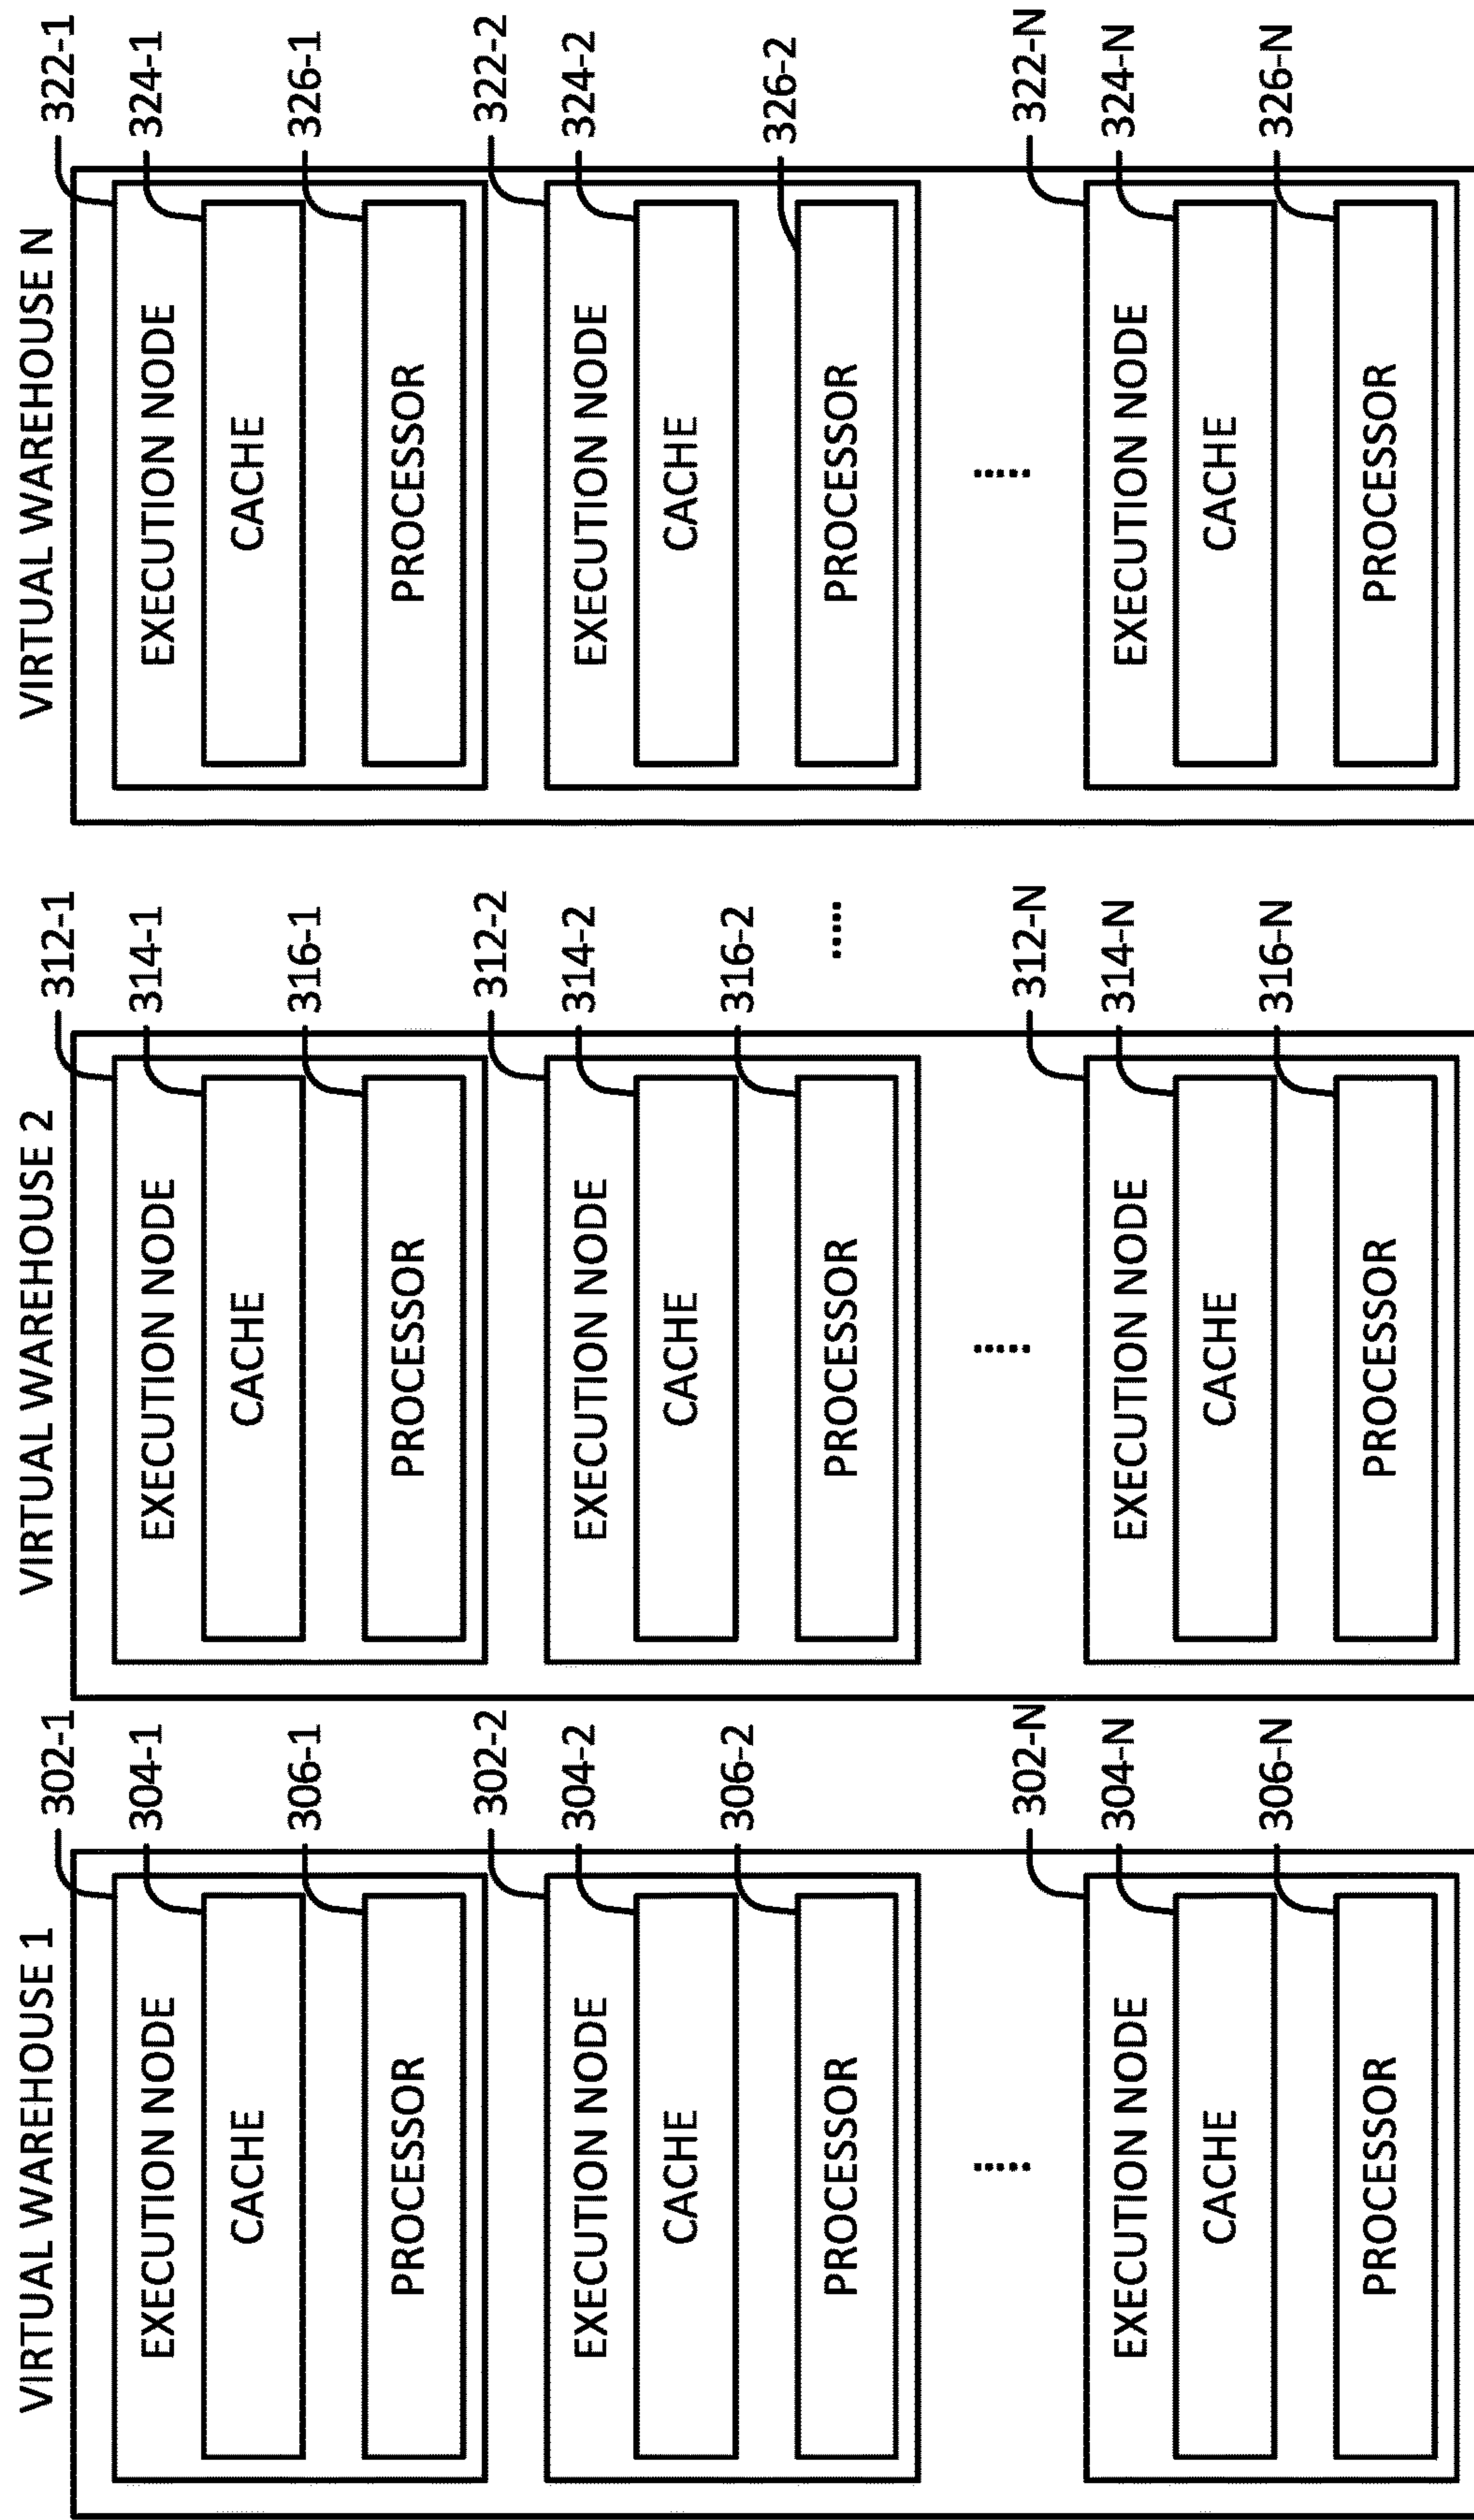 VIRTUAL WAREHOUSE 1
302-1
EXECUTION NODE
304-1
CACHE
306-1
PROCESSOR
302-2
EXECUTION NODE
304-2
CACHE
306-2
PROCESSOR
.....
302-N
EXECUTION NODE
304-N
CACHE
306-N
PROCESSOR
VIRTUAL WAREHOUSE 2
312-1
EXECUTION NODE
314-1
CACHE
316-1
PROCESSOR
312-2
EXECUTION NODE
314-2
CACHE
316-2
PROCESSOR
.....
312-N
EXECUTION NODE
314-N
CACHE
316-N
PROCESSOR
.....
VIRTUAL WAREHOUSE N
322-1
EXECUTION NODE
324-1
CACHE
326-1
PROCESSOR
322-2
EXECUTION NODE
324-2
CACHE
326-2
PROCESSOR
.....
322-N
EXECUTION NODE
324-N
CACHE
326-N
PROCESSOR